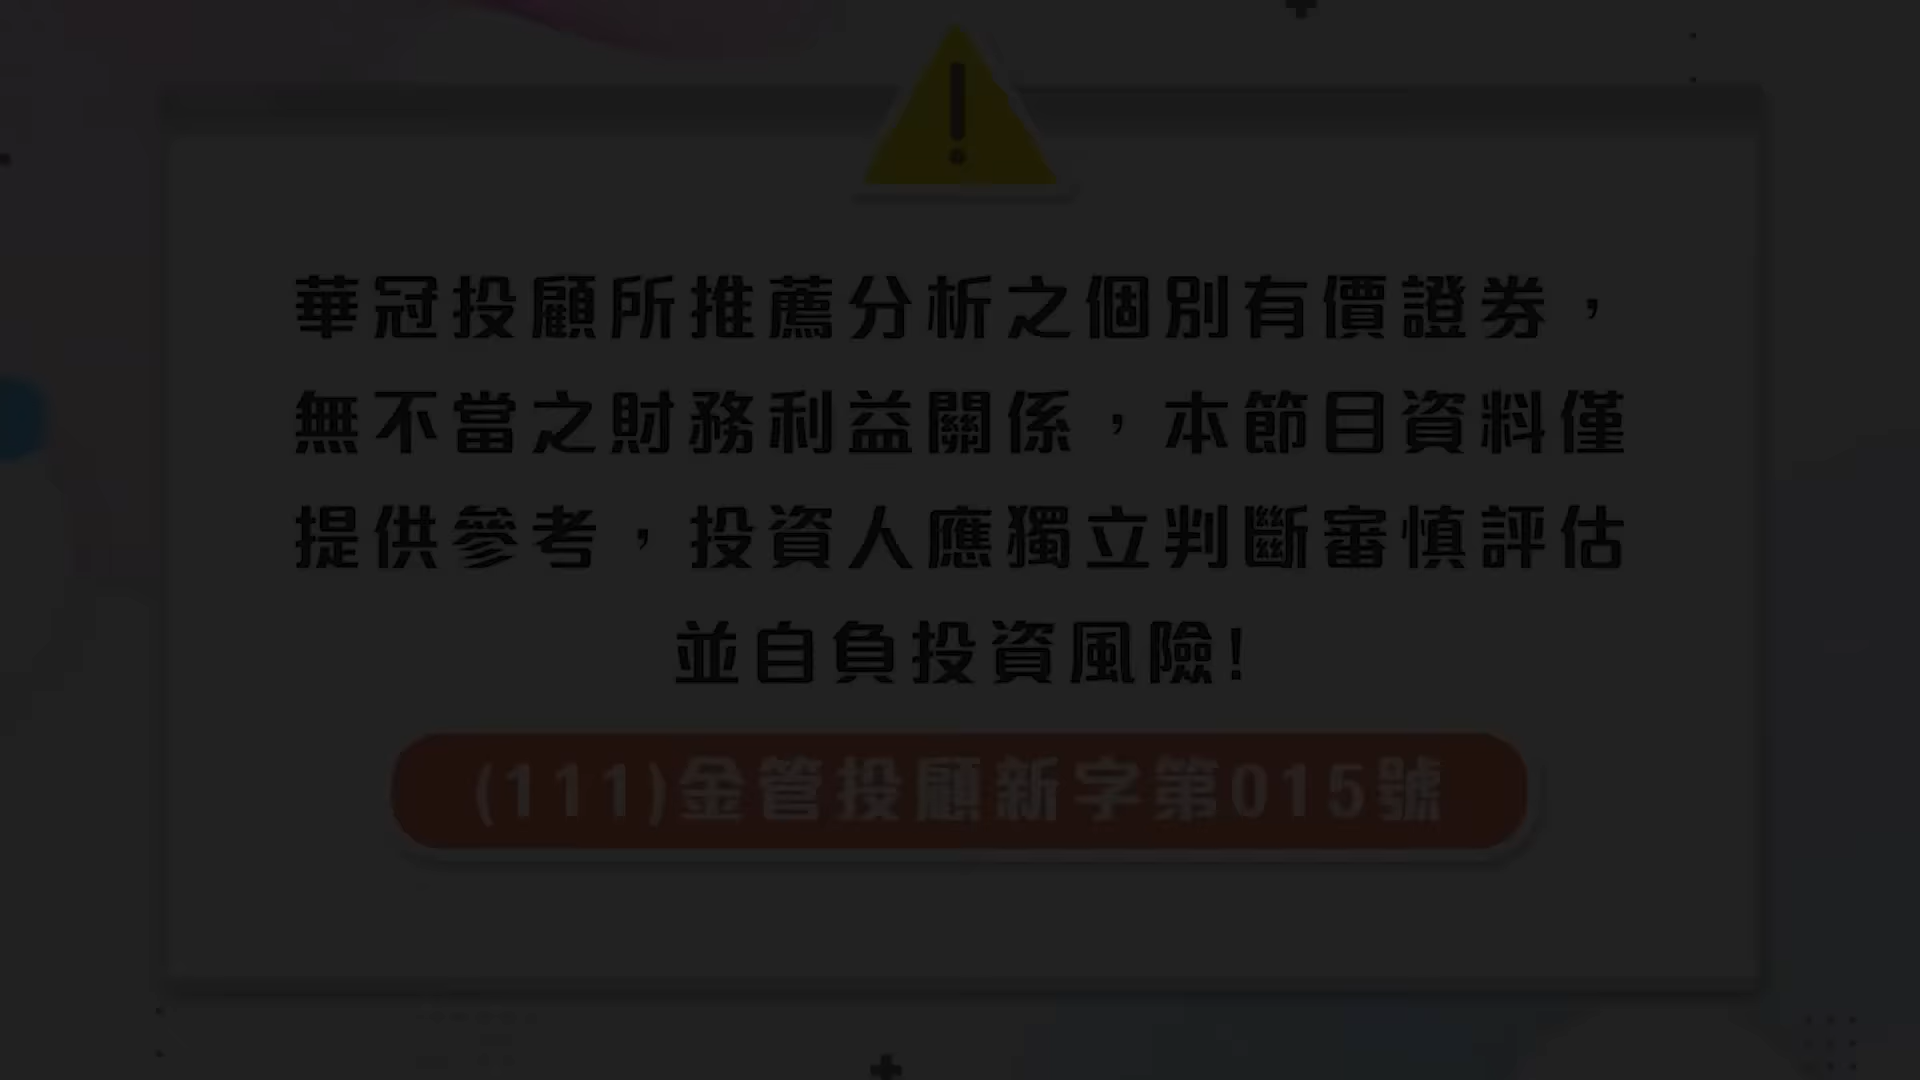 華冠投顧所推薦分析之個別有價證券，
無不當之財務利益關係，本節目資料僅
提供參考，投資人應獨立判斷審慎評估
並自負投資風險！
(111)金管投顧新字第015號